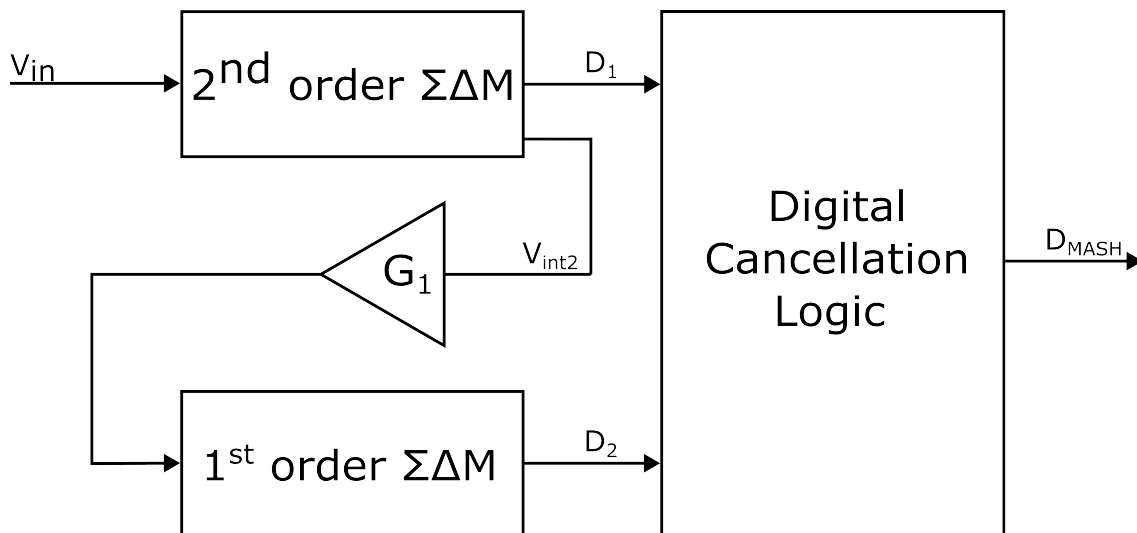 Vin
2nd order ΣΔM
D1
Vint2
G1
1st order ΣΔM
D2
Digital
Cancellation
Logic
DMASH